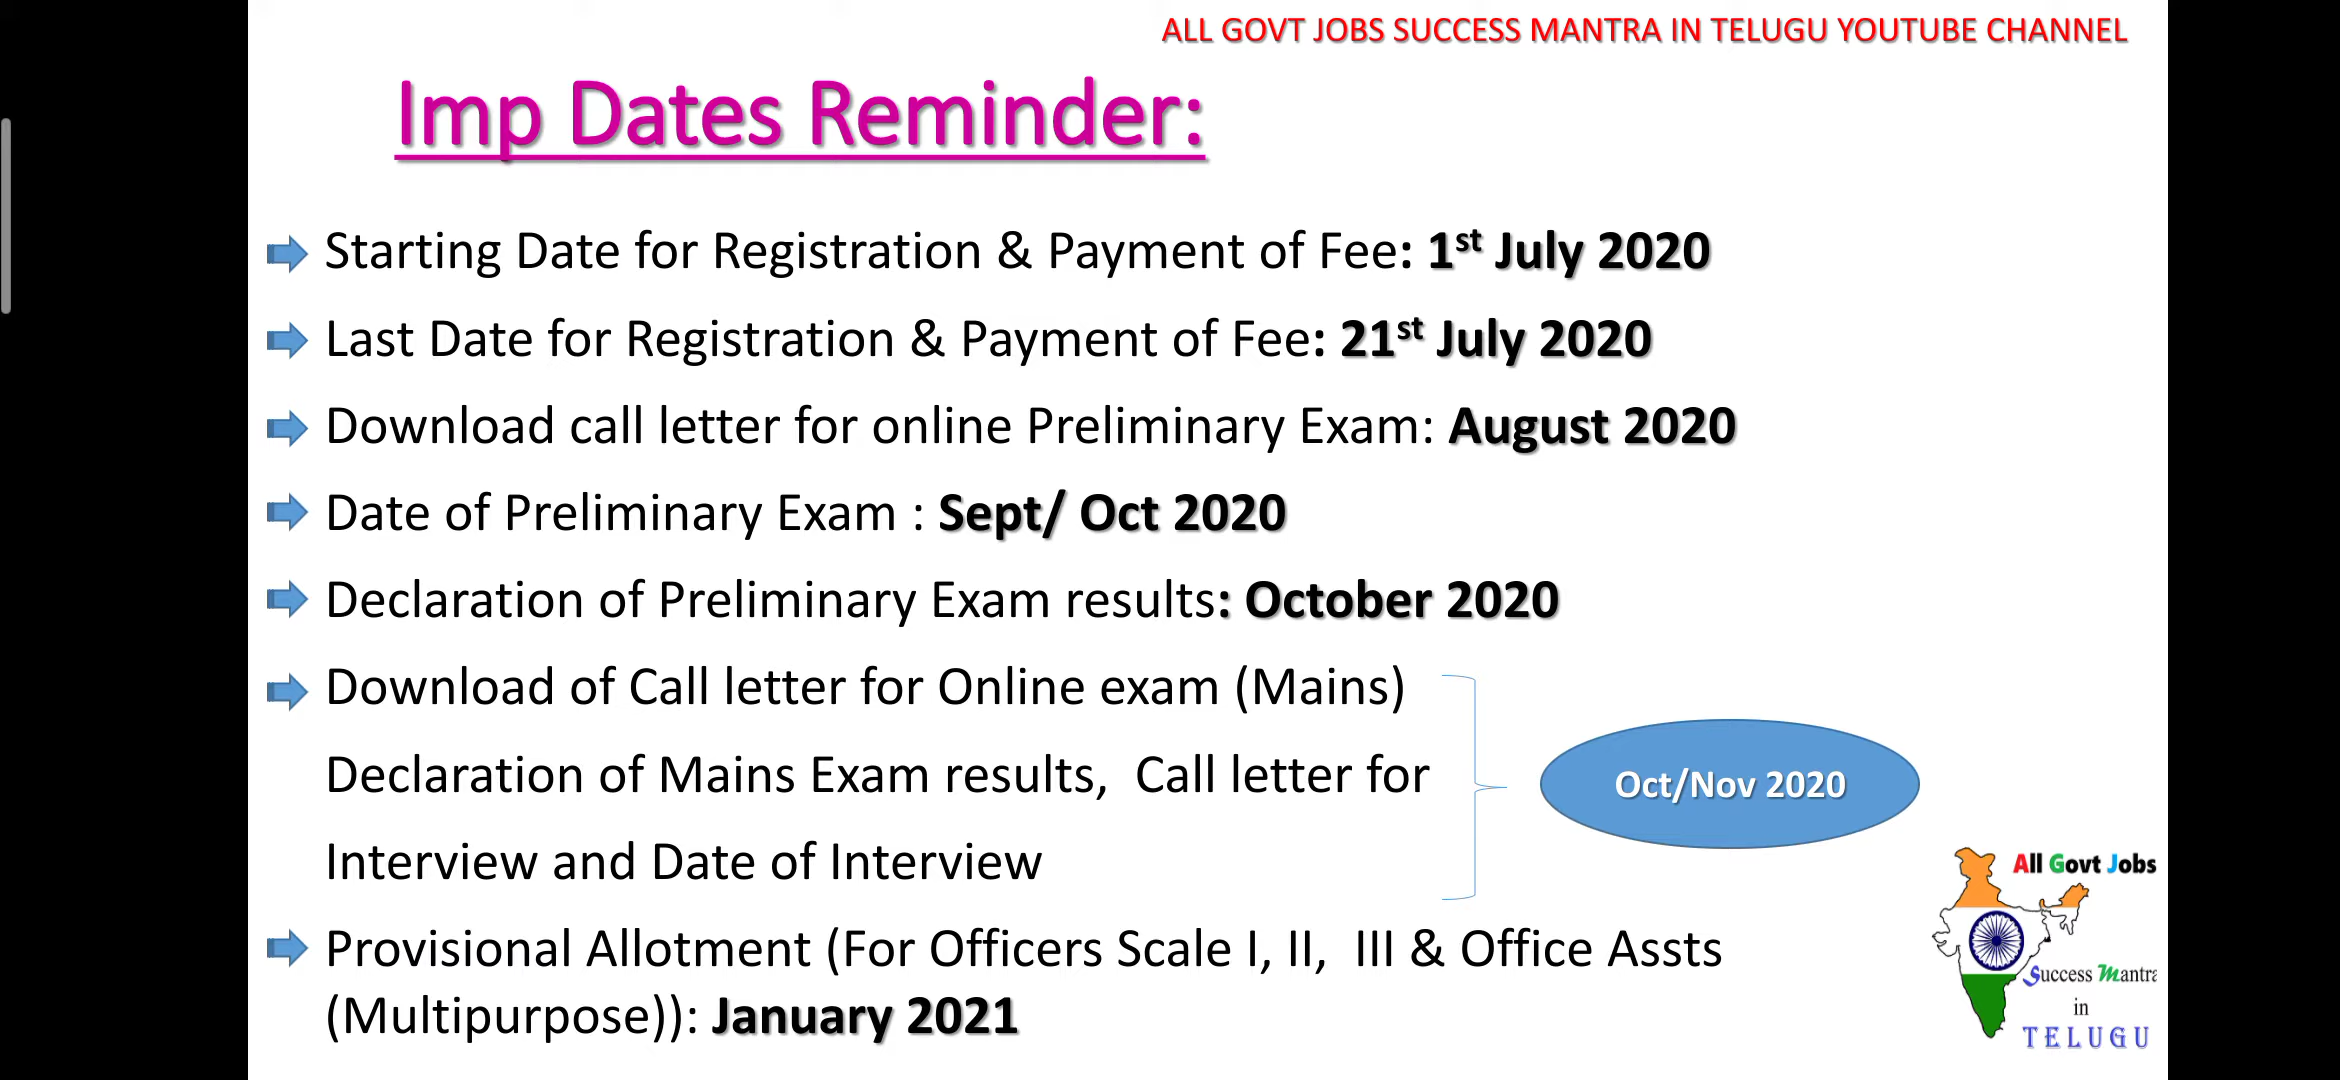 ALL GOVT JOBS SUCCESS MANTRA IN TELUGU YOUTUBE CHANNEL
Imp Dates Reminder:
Starting Date for Registration & Payment of Fee: 1st July 2020
Last Date for Registration & Payment of Fee: 21st July 2020
Download call letter for online Preliminary Exam: August 2020
Date of Preliminary Exam : Sept/ Oct 2020
Declaration of Preliminary Exam results: October 2020
Download of Call letter for Online exam (Mains)
Declaration of Mains Exam results, Call letter for
Interview and Date of Interview
Oct/Nov 2020
Provisional Allotment (For Officers Scale I, II, III & Office Assts
(Multipurpose)): January 2021
All Govt Jobs
Success Mantra
in
TELUGU